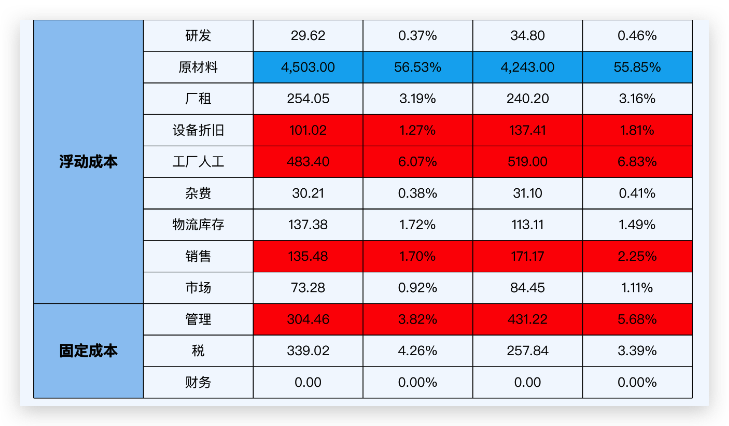 研发 29.62 0.37% 34.80 0.46%
原材料 4,503.00 56.53% 4,243.00 55.85%
厂租 254.05 3.19% 240.20 3.16%
设备折旧 101.02 1.27% 137.41 1.81%
浮动成本 工厂人工 483.40 6.07% 519.00 6.83%
杂费 30.21 0.38% 31.10 0.41%
物流库存 137.38 1.72% 113.11 1.49%
销售 135.48 1.70% 171.17 2.25%
市场 73.28 0.92% 84.45 1.11%
管理 304.46 3.82% 431.22 5.68%
固定成本 税 339.02 4.26% 257.84 3.39%
财务 0.00 0.00% 0.00 0.00%